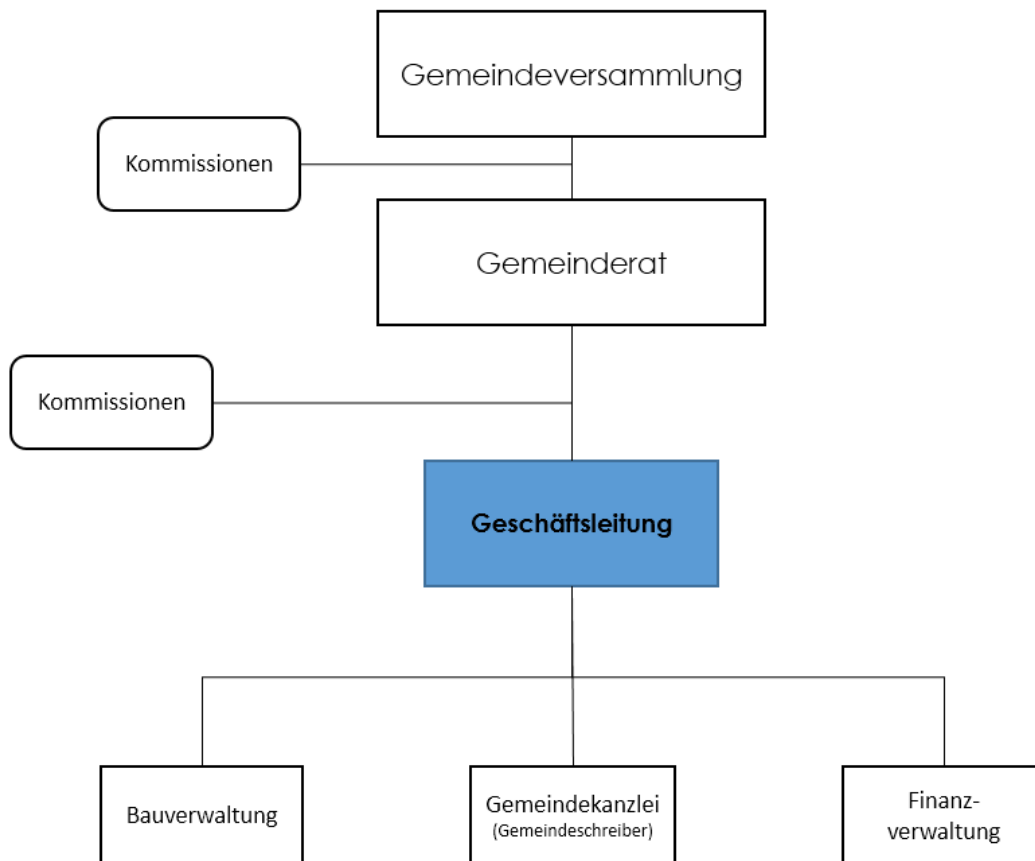 Gemeindeversammlung
Kommissionen
Gemeinderat
Kommissionen
Geschäftsleitung
Bauverwaltung
Gemeindekanzlei
(Gemeindeschreiber)
Finanz-
verwaltung